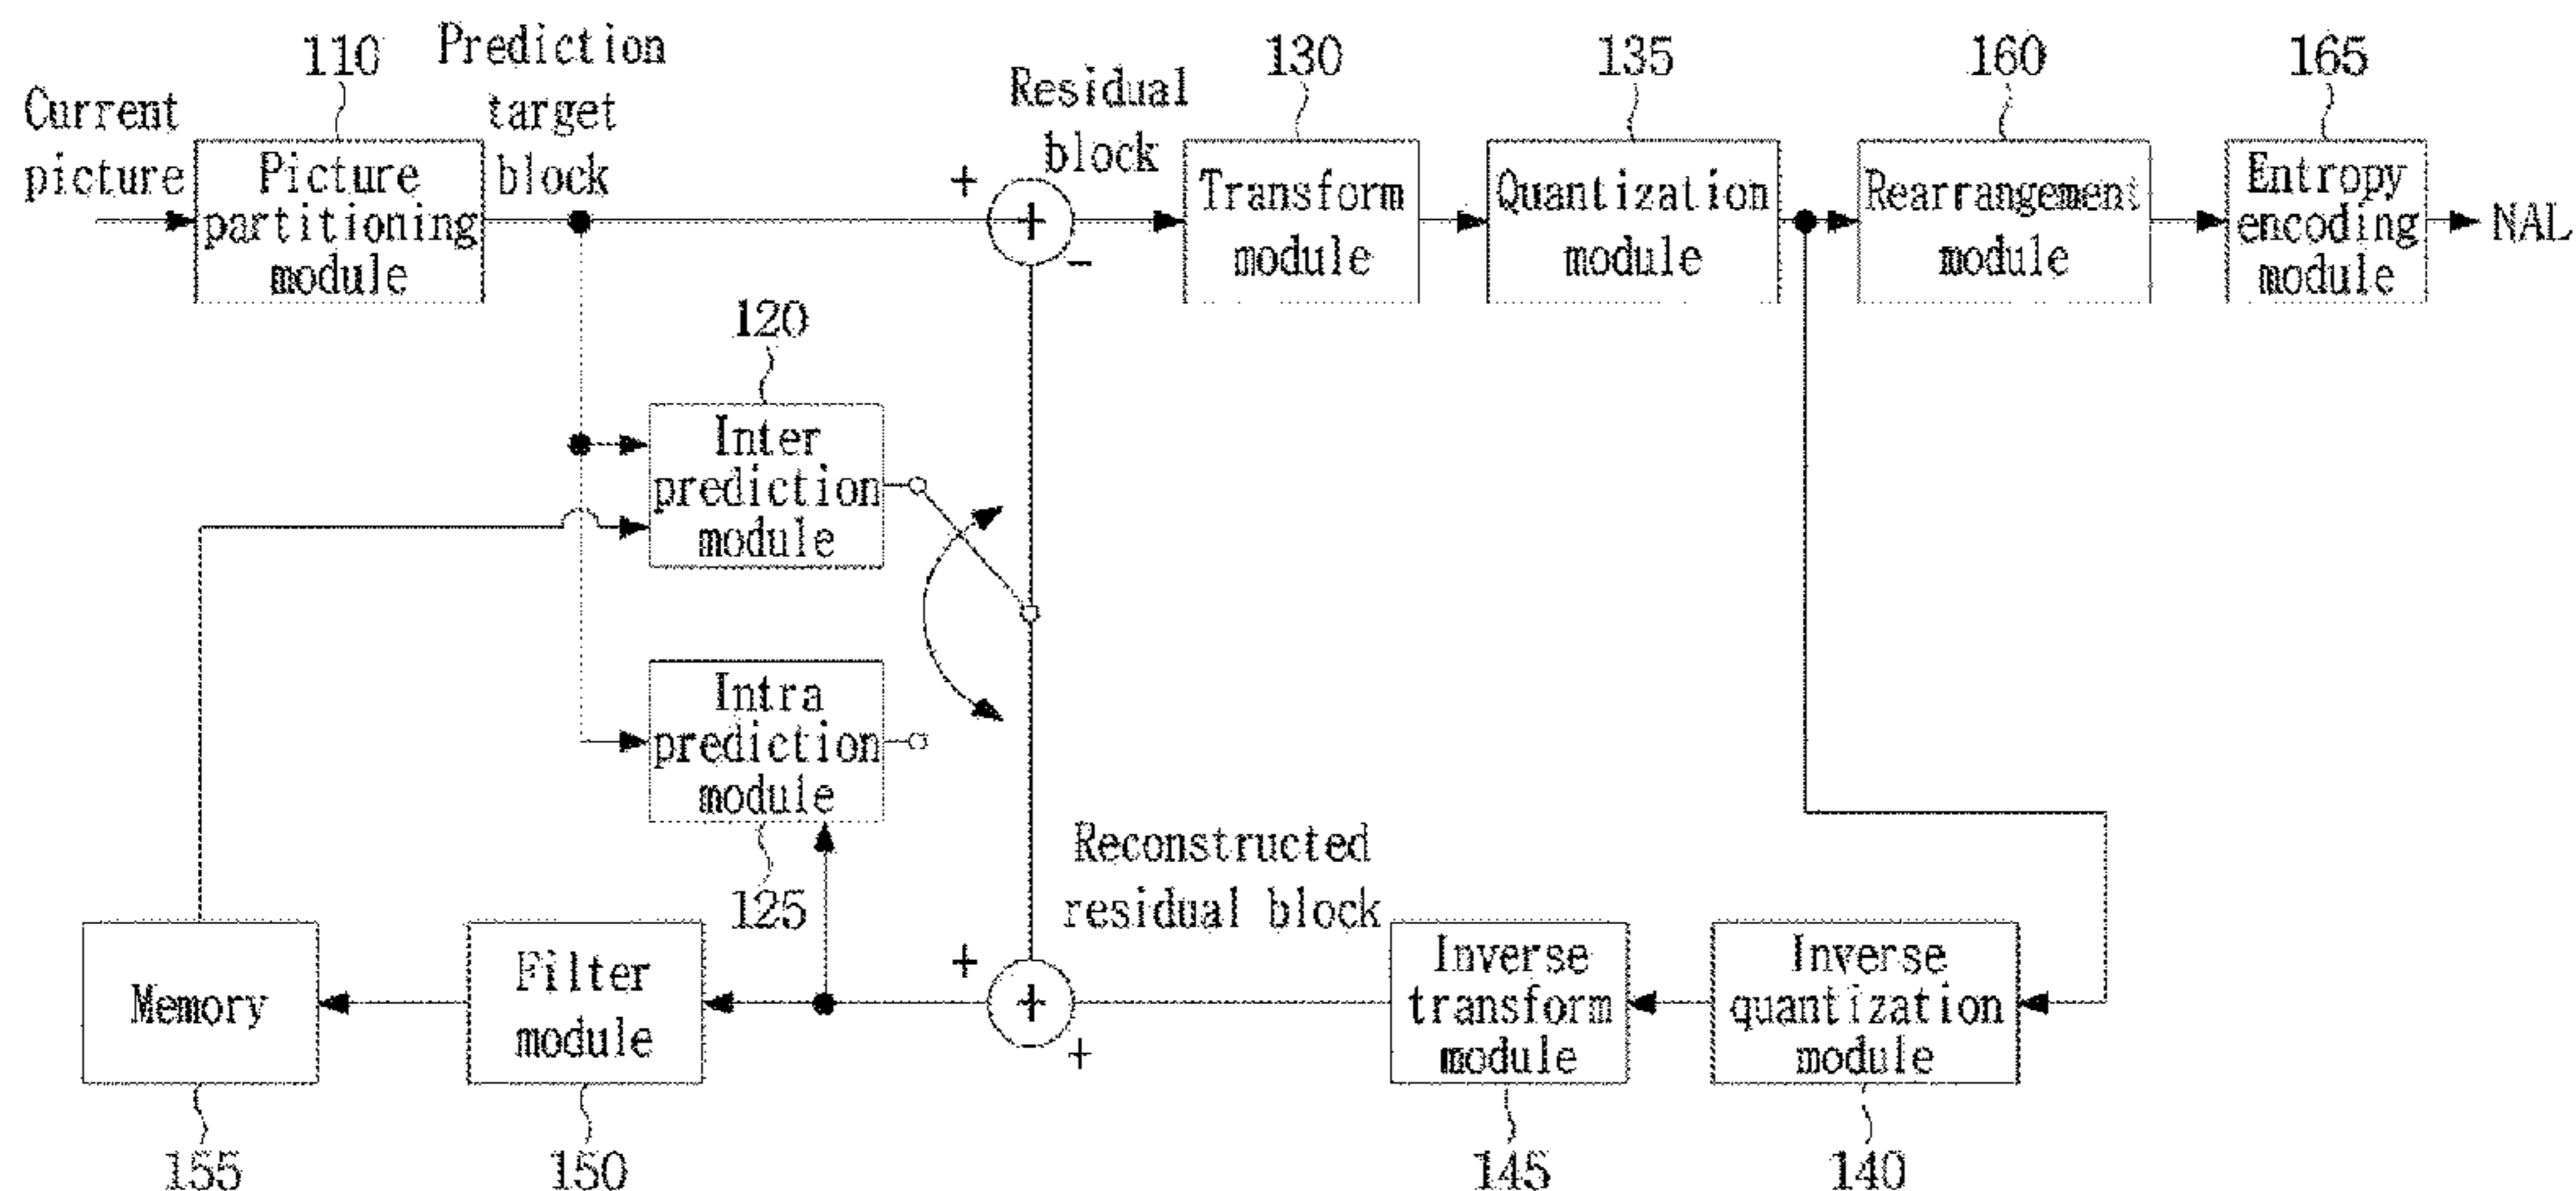 110
Prediction
target
block
Current
picture
Picture
partitioning
module
Residual
block
+
+
-
130
Transform
module
135
Quantization
module
160
Rearrangement
module
165
Entropy
encoding
module
NAL
120
Inter
prediction
module
Intra
prediction
module
125
Reconstructed
residual block
Memory
155
Filter
module
150
+
+
+
Inverse
transform
module
145
Inverse
quantization
module
140